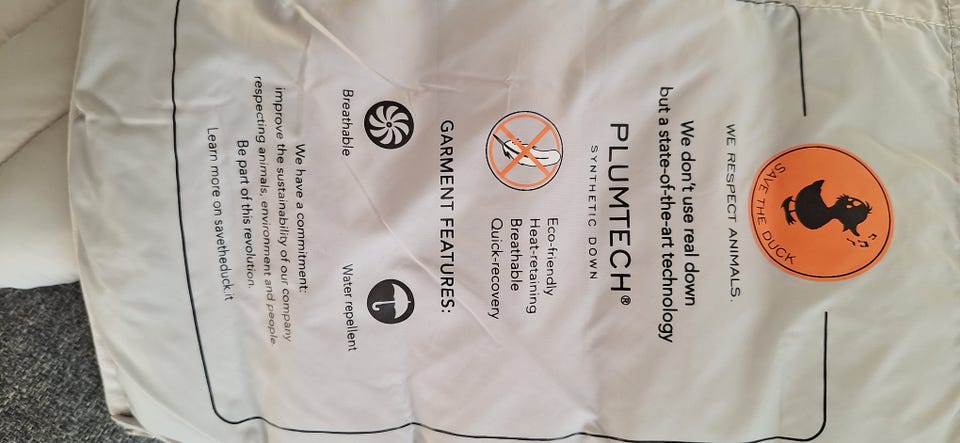 SAVE THE DUCK
WE RESPECT ANIMALS.
We don't use real down
but a state-of-the-art technology
PLUMTECH®
SYNTHETIC DOWN
Eco-friendly
Heat-retaining
Breathable
Quick-recovery
GARMENT FEATURES:
Breathable
Water repellent
We have a commitment:
improve the sustainability of our company
respecting animals, environment and people.
Be part of this revolution.
Learn more on savetheduck.it